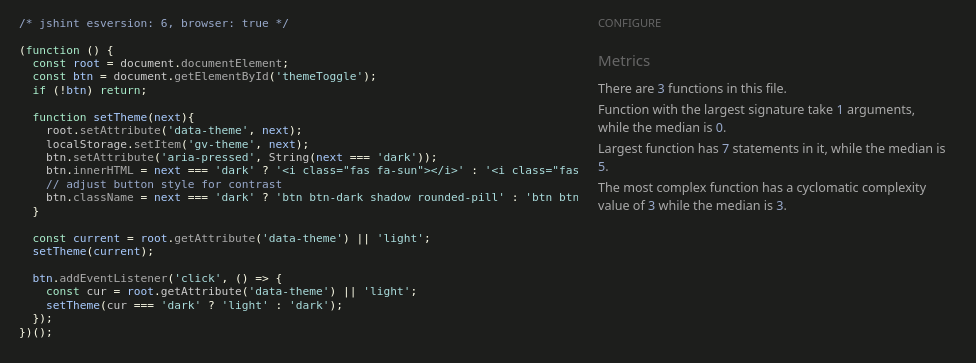 /* jshint esversion: 6, browser: true */
(function () {
const root = document.documentElement;
const btn = document.getElementById('themeToggle');
if (!btn) return;
function setTheme(next){
root.setAttribute('data-theme', next);
localStorage.setItem('gv-theme', next);
btn.setAttribute('aria-pressed', String(next === 'dark'));
btn.innerHTML = next === 'dark' ? '<i class="fas fa-sun"></i>' : '<i class="fas
// adjust button style for contrast
btn.className = next === 'dark' ? 'btn btn-dark shadow rounded-pill' : 'btn btn
}
const current = root.getAttribute('data-theme') || 'light';
setTheme(current);
btn.addEventListener('click', () => {
const cur = root.getAttribute('data-theme') || 'light';
setTheme(cur === 'dark' ? 'light' : 'dark');
});
})();
CONFIGURE
Metrics
There are 3 functions in this file.
Function with the largest signature take 1 arguments,
while the median is 0.
Largest function has 7 statements in it, while the median is
5.
The most complex function has a cyclomatic complexity
value of 3 while the median is 3.